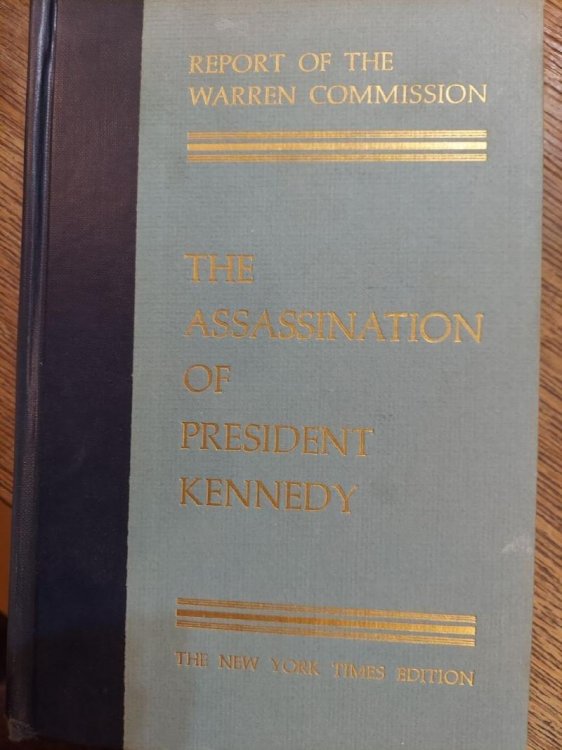 REPORT OF THE
WARREN COMMISSION
THE
ASSASSINATION
OF
PRESIDENT
KENNEDY
THE NEW YORK TIMES EDITION